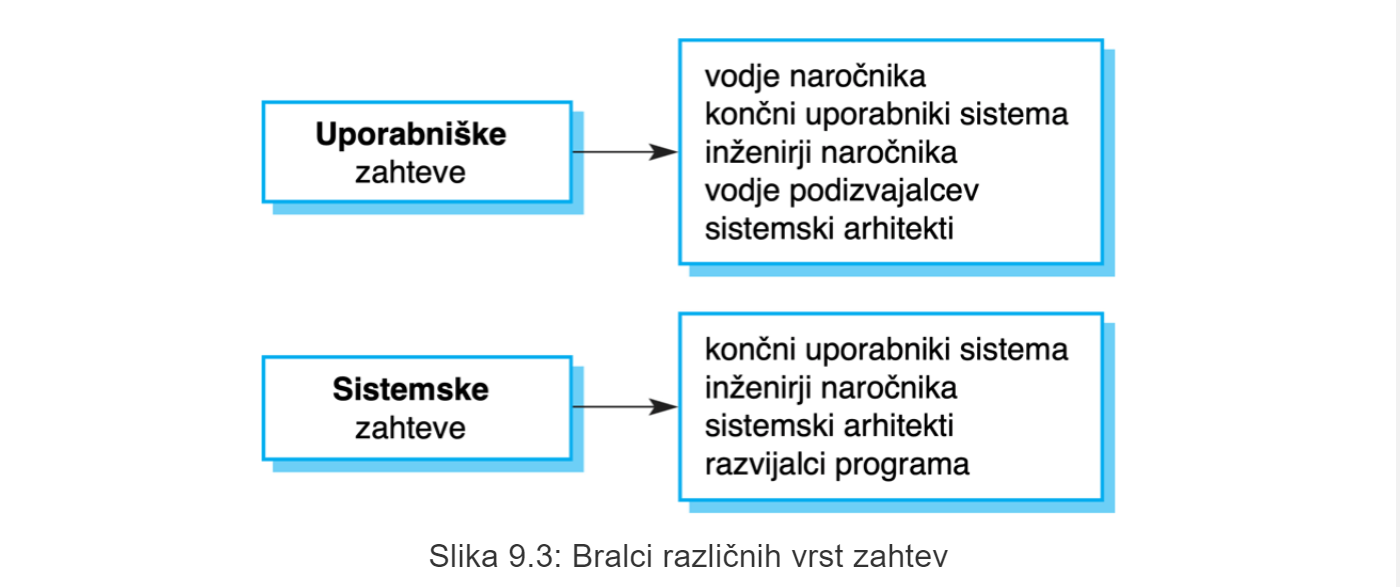 Uporabniške
zahteve
vodje naročnika
končni uporabniki sistema
inženirji naročnika
vodje podizvajalcev
sistemski arhitekti
Sistemske
zahteve
končni uporabniki sistema
inženirji naročnika
sistemski arhitekti
razvijalci programa
Slika 9.3: Bralci različnih vrst zahtev